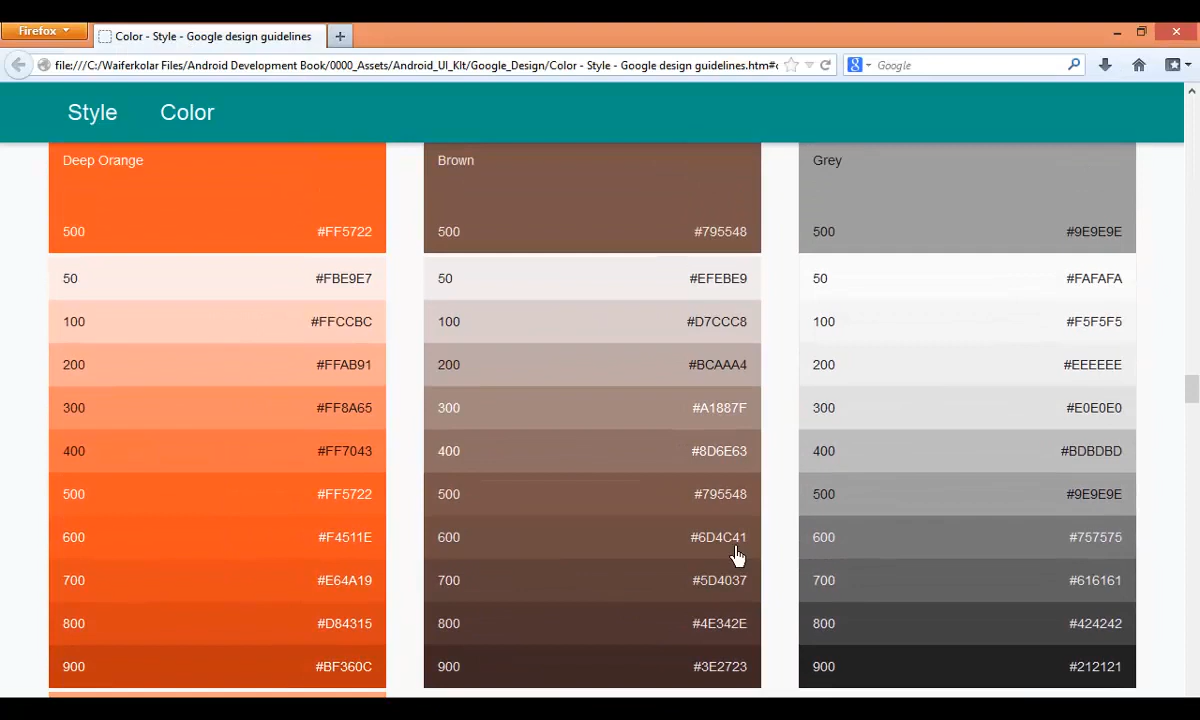 Firefox
Color - Style - Google design guidelines
file:///C:/Waiferkolar Files/Android Development Book/0000_Assets/Android_UI_KIt/Google_Design/Color - Style - Google design guidelines.htm#c
Google
Style Color
Deep Orange
500 #FF5722
50 #FBE9E7
100 #FFCCBC
200 #FFAB91
300 #FF8A65
400 #FF7043
500 #FF5722
600 #F4511E
700 #E64A19
800 #D84315
900 #BF360C
Brown
500 #795548
50 #EFEBE9
100 #D7CCC8
200 #BCAAA4
300 #A1887F
400 #8D6E63
500 #795548
600 #6D4C41
700 #5D4037
800 #4E342E
900 #3E2723
Grey
500 #9E9E9E
50 #FAFAFA
100 #F5F5F5
200 #EEEEEE
300 #E0E0E0
400 #BDBDBD
500 #9E9E9E
600 #757575
700 #616161
800 #424242
900 #212121